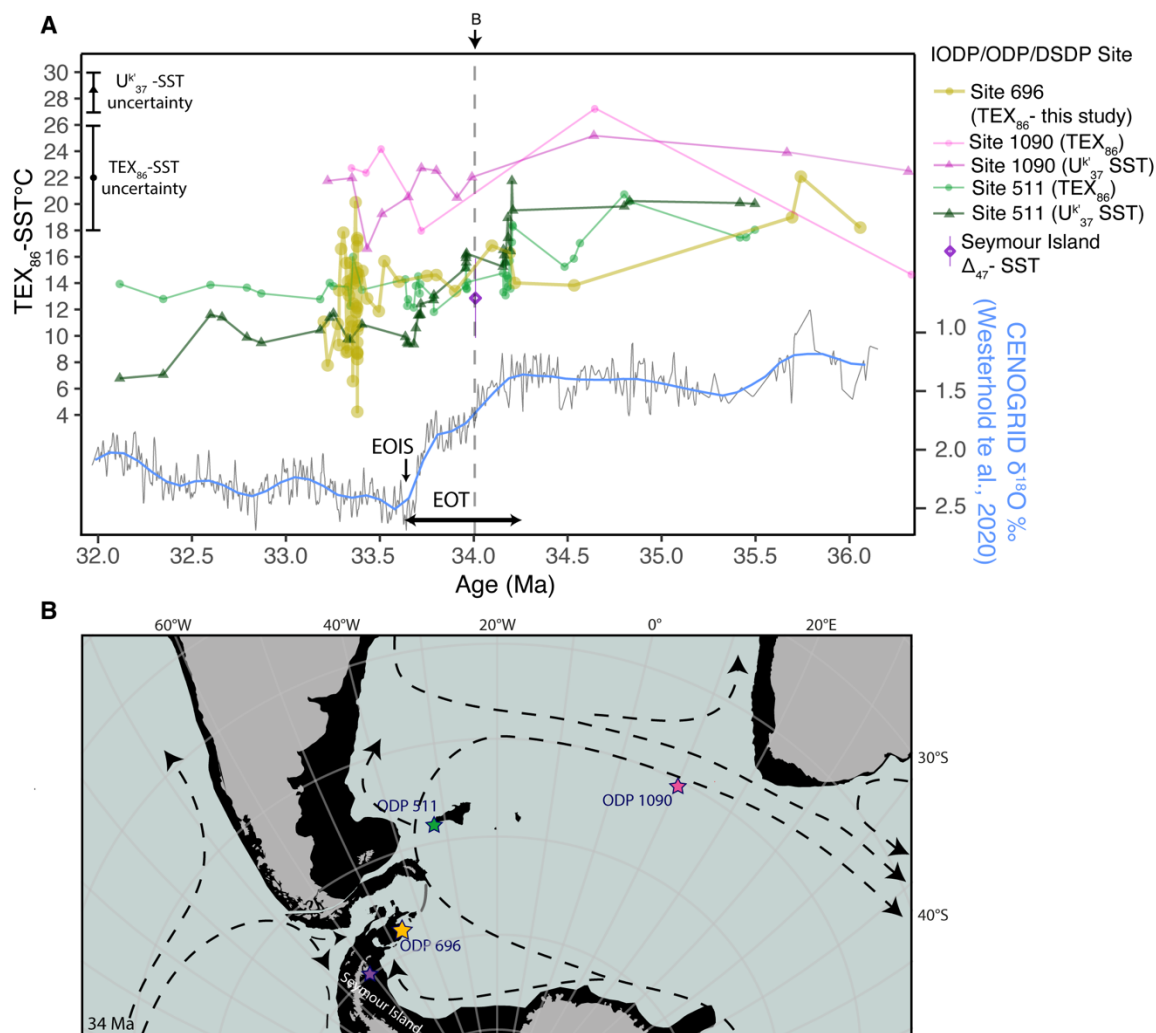 A
B
30
28
26
24
22
20
18
16
14
12
10
8
6
4
TEX86-SST°C
Uk'37 -SST
uncertainty
TEX86-SST
uncertainty
IODP/ODP/DSDP Site
Site 696
(TEX86- this study)
Site 1090 (TEX86)
Site 1090 (Uk'37 SST)
Site 511 (TEX86)
Site 511 (Uk'37 SST)
Seymour Island
Δ47- SST
1.0
1.5
2.0
2.5
CENOGRID δ18O ‰
(Westerhold te al., 2020)
EOIS
EOT
32.0 32.5 33.0 33.5 34.0 34.5 35.0 35.5 36.0
Age (Ma)
B
60°W 40°W 20°W 0° 20°E
30°S
40°S
ODP 511
ODP 1090
ODP 696
Seymour Island
34 Ma